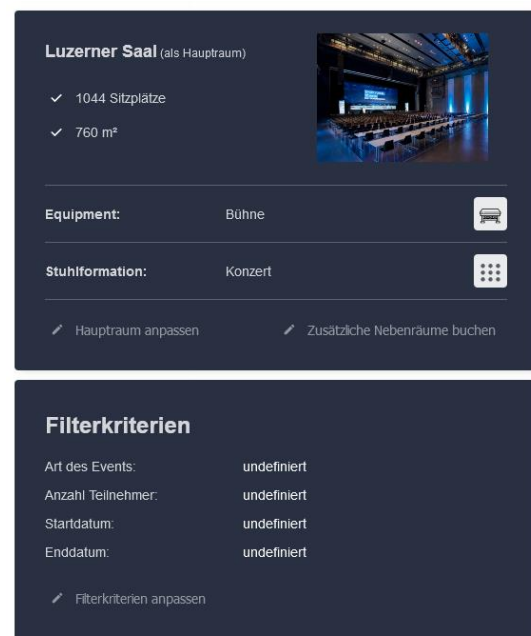 Luzerner Saal (als Hauptraum)
1044 Sitzplätze
760 m²
Equipment: Bühne
Stuhlformation: Konzert
Hauptraum anpassen Zusätzliche Nebenräume buchen
Filterkriterien
Art des Events: undefiniert
Anzahl Teilnehmer: undefiniert
Startdatum: undefiniert
Enddatum: undefiniert
Filterkriterien anpassen